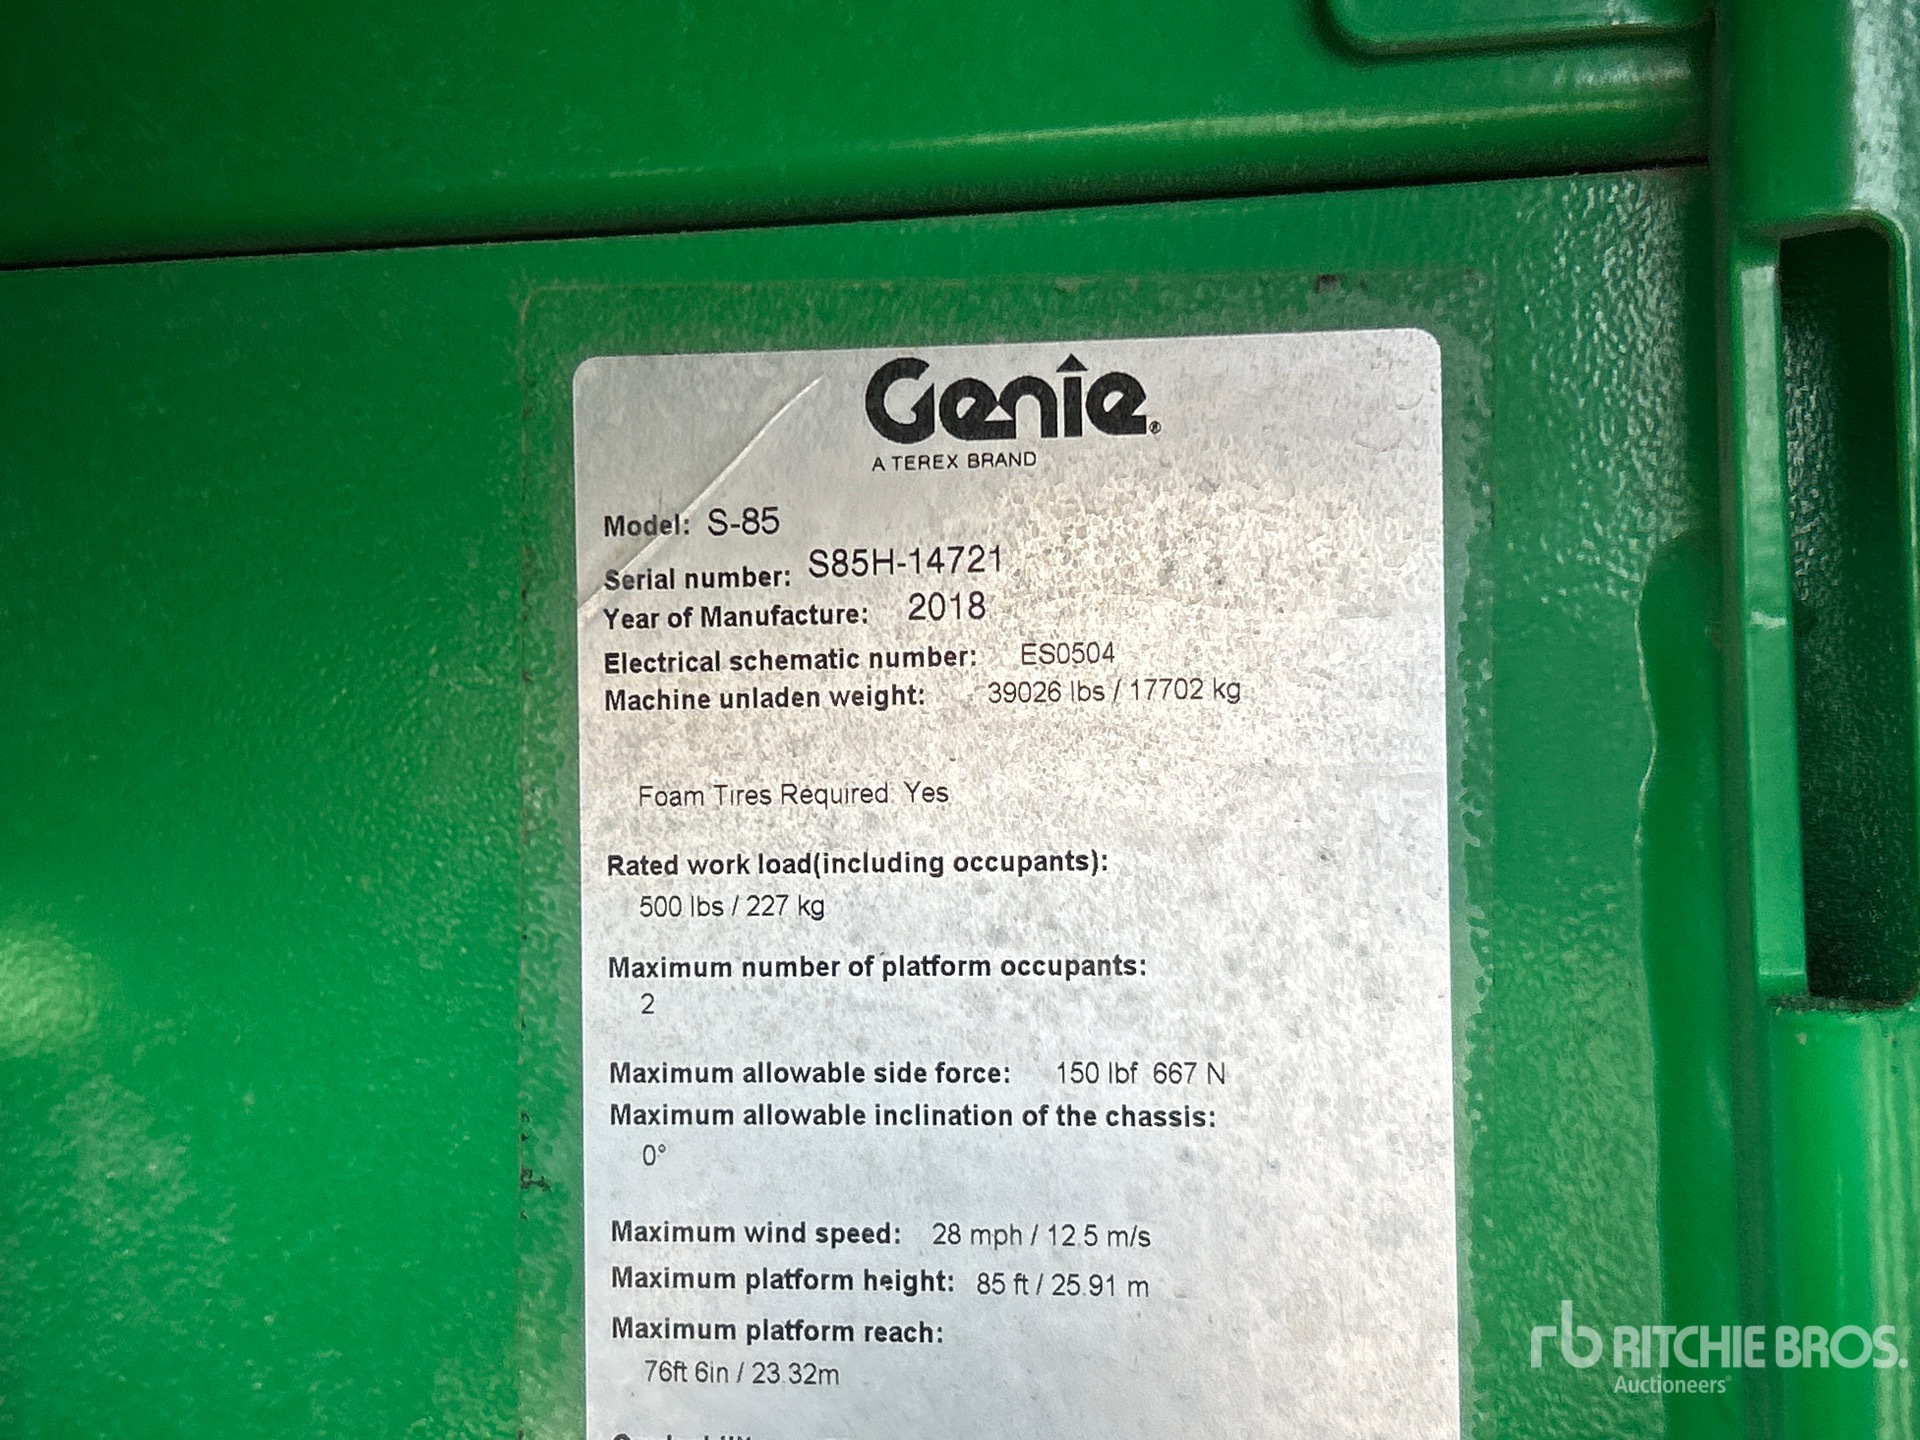 Genie®
A TEREX BRAND
Model: S-85
Serial number: S85H-14721
Year of Manufacture: 2018
Electrical schematic number: ES0504
Machine unladen weight: 39026 lbs / 17702 kg
Foam Tires Required: Yes
Rated work load(including occupants):
500 lbs / 227 kg
Maximum number of platform occupants:
2
Maximum allowable side force: 150 lbf 667 N
Maximum allowable inclination of the chassis:
0°
Maximum wind speed: 28 mph / 12.5 m/s
Maximum platform height: 85 ft / 25.91 m
Maximum platform reach:
76ft 6in / 23.32m
rb RITCHIE BROS.
Auctioneers